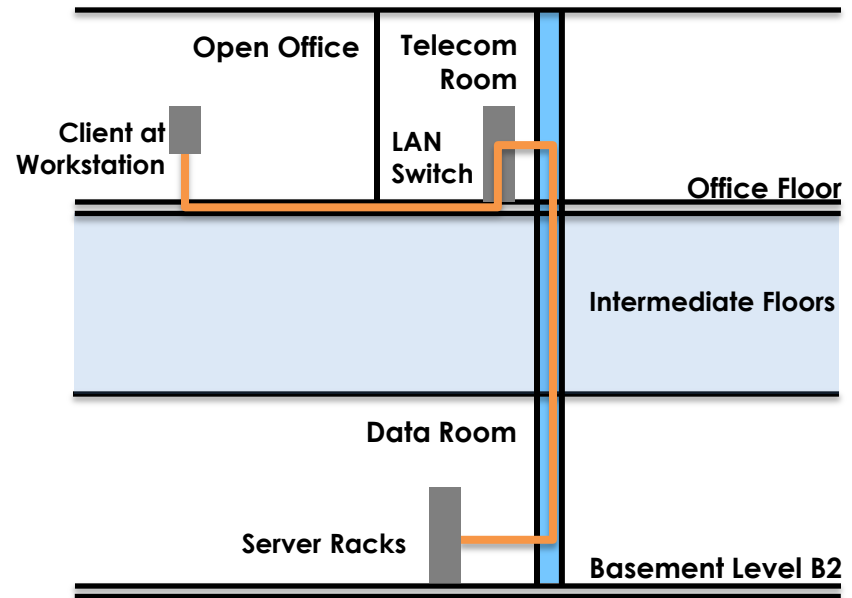 Open Office
Telecom
Room
Client at
Workstation
LAN
Switch
Office Floor
Intermediate Floors
Data Room
Server Racks
Basement Level B2